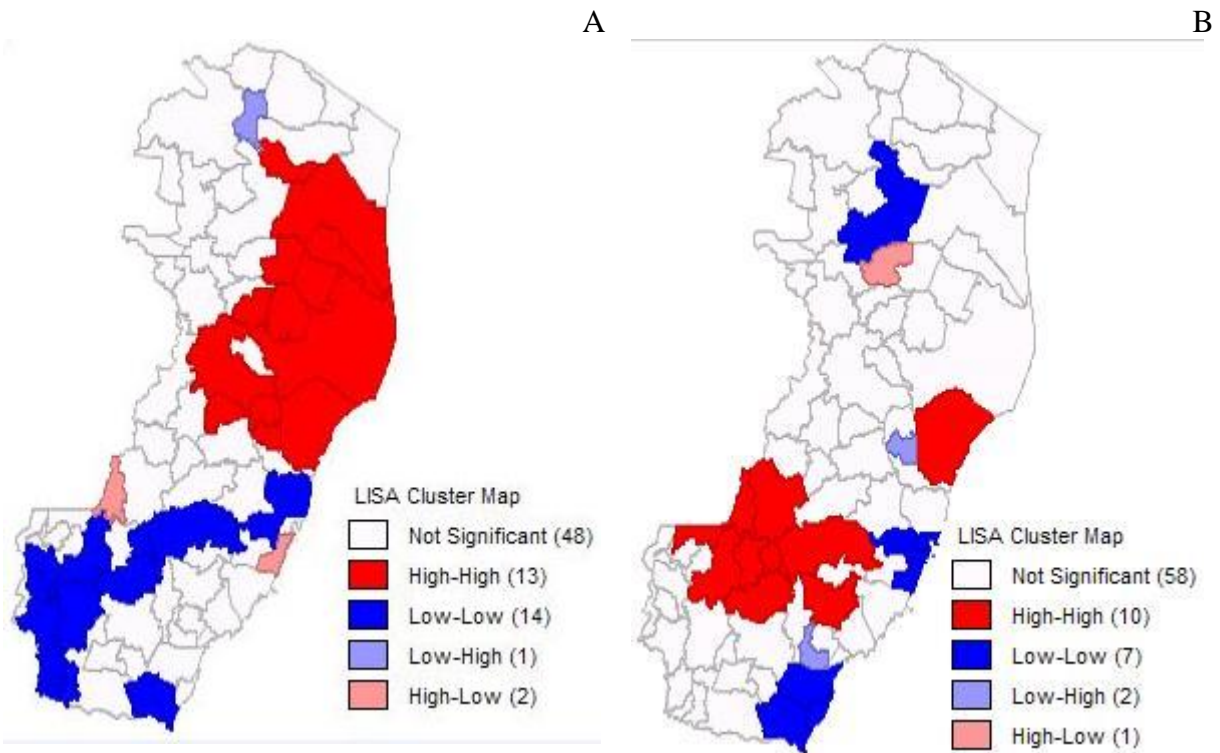 A
B
LISA Cluster Map
Not Significant (48)
High-High (13)
Low-Low (14)
Low-High (1)
High-Low (2)
LISA Cluster Map
Not Significant (58)
High-High (10)
Low-Low (7)
Low-High (2)
High-Low (1)